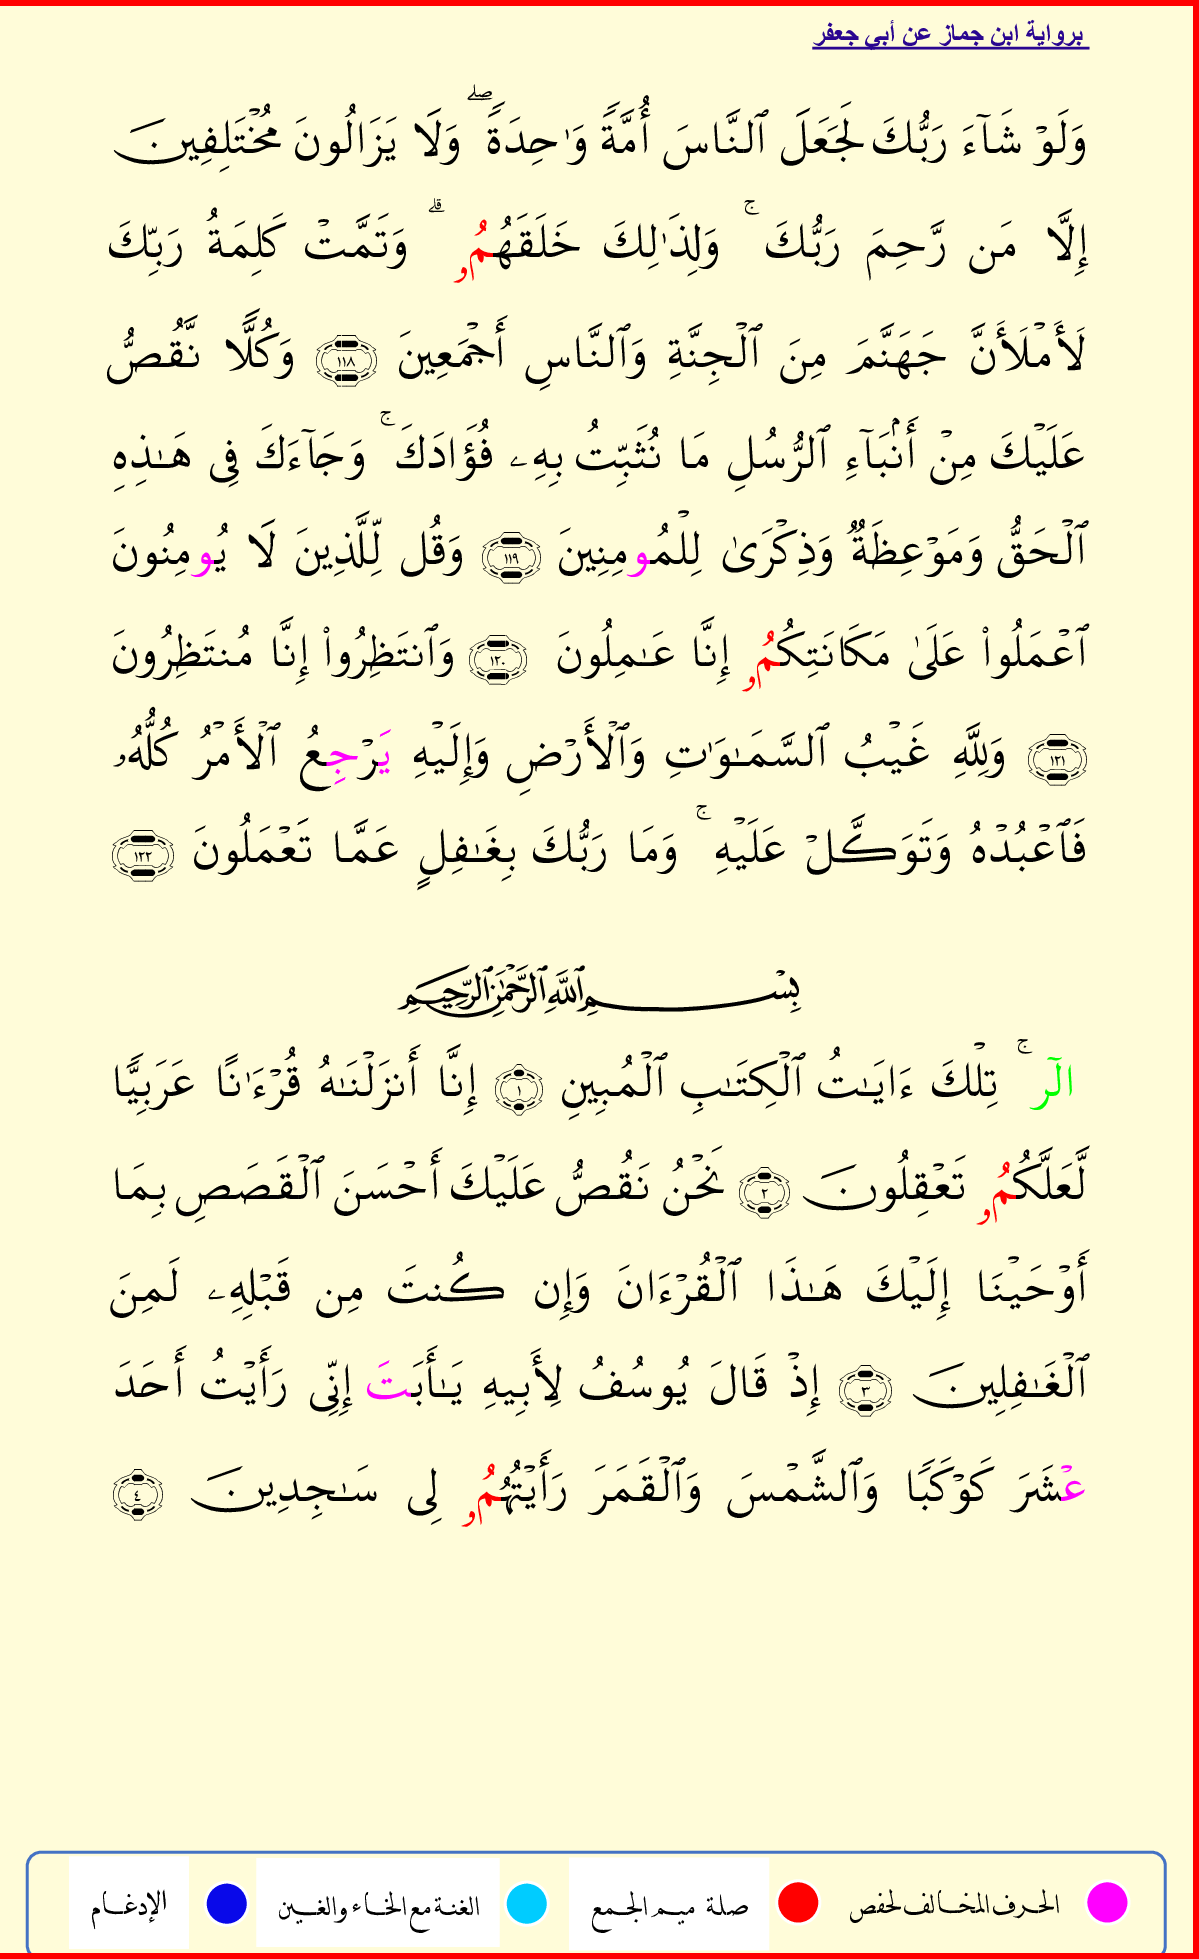 برواية ابن جماز عن أبي جعفر
وَلَوۡ شَآءَ رَبُّكَ لَجَعَلَ ٱلنَّاسَ أُمَّةٗ وَٰحِدَةٗۖ وَلَا يَزَالُونَ مُخۡتَلِفِينَ
إِلَّا مَن رَّحِمَ رَبُّكَۚ وَلِذَٰلِكَ خَلَقَهُمُۥۗ وَتَمَّتۡ كَلِمَةُ رَبِّكَ
لَأَمۡلَأَنَّ جَهَنَّمَ مِنَ ٱلۡجِنَّةِ وَٱلنَّاسِ أَجۡمَعِينَ ١١٨ وَكُلّٗا نَّقُصُّ
عَلَيۡكَ مِنۡ أَنۢبَآءِ ٱلرُّسُلِ مَا نُثَبِّتُ بِهِۦ فُؤَادَكَۚ وَجَآءَكَ فِي هَٰذِهِ
ٱلۡحَقُّ وَمَوۡعِظَةٞ وَذِكۡرَىٰ لِلۡمُومِنِينَ ١١٩ وَقُل لِّلَّذِينَ لَا يُومِنُونَ
ٱعۡمَلُواْ عَلَىٰ مَكَانَتِكُمُۥ إِنَّا عَٰمِلُونَ ١٢٠ وَٱنتَظِرُواْ إِنَّا مُنتَظِرُونَ
١٢١ وَلِلَّهِ غَيۡبُ ٱلسَّمَٰوَٰتِ وَٱلۡأَرۡضِ وَإِلَيۡهِ يَرۡجِعُ ٱلۡأَمۡرُ كُلُّهُۥ
فَٱعۡبُدۡهُ وَتَوَكَّلۡ عَلَيۡهِۚ وَمَا رَبُّكَ بِغَٰفِلٍ عَمَّا تَعۡمَلُونَ ١٢٢
بِسۡمِ ٱللَّهِ ٱلرَّحۡمَٰنِ ٱلرَّحِيمِ
الٓرۚ تِلۡكَ ءَايَٰتُ ٱلۡكِتَٰبِ ٱلۡمُبِينِ ١ إِنَّا أَنزَلۡنَٰهُ قُرۡءَٰنًا عَرَبِيّٗا
لَّعَلَّكُمُۥ تَعۡقِلُونَ ٢ نَحۡنُ نَقُصُّ عَلَيۡكَ أَحۡسَنَ ٱلۡقَصَصِ بِمَا
أَوۡحَيۡنَا إِلَيۡكَ هَٰذَا ٱلۡقُرۡءَانَ وَإِن كُنتَ مِن قَبۡلِهِۦ لَمِنَ
ٱلۡغَٰفِلِينَ ٣ إِذۡ قَالَ يُوسُفُ لِأَبِيهِ يَٰأَبَتَ إِنِّي رَأَيۡتُ أَحَدَ
عۡشَرَ كَوۡكَبٗا وَٱلشَّمۡسَ وَٱلۡقَمَرَ رَأَيۡتُهُمُۥ لِي سَٰجِدِينَ ٤
الحرف المخالف لحفص
صلة ميم الجمع
الغنة مع الخاء والغين
الإدغام